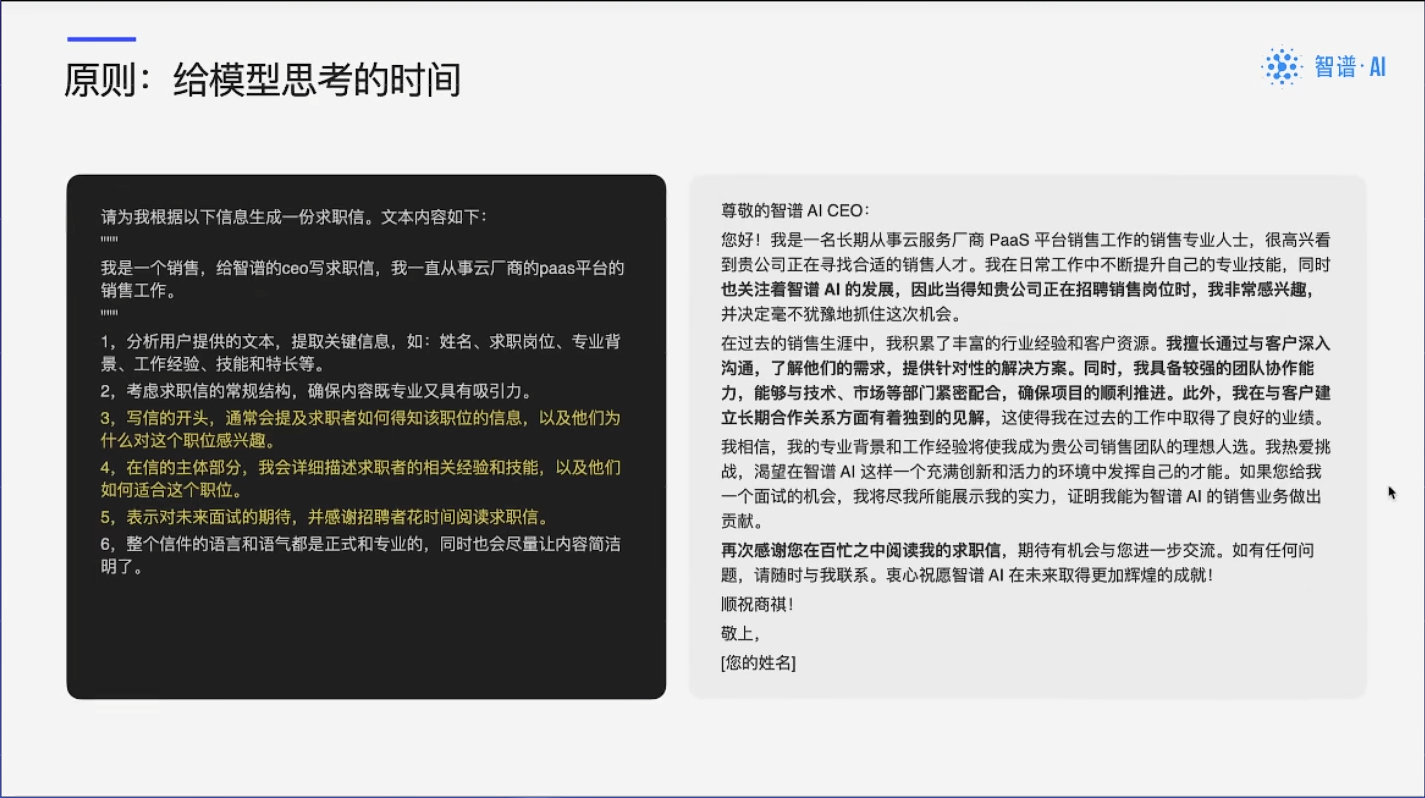 原则：给模型思考的时间
智谱·AI
请为我根据以下信息生成一份求职信。文本内容如下：
"""
我是一个销售，给智谱的ceo写求职信，我一直从事云厂商的paas平台的
销售工作。
"""
1，分析用户提供的文本，提取关键信息，如：姓名、求职岗位、专业背
景、工作经验、技能和特长等。
2，考虑求职信的常规结构，确保内容既专业又具有吸引力。
3，写信的开头，通常会提及求职者如何得知该职位的信息，以及他们为
什么对这个职位感兴趣。
4，在信的主体部分，我会详细描述求职者的相关经验和技能，以及他们
如何适合这个职位。
5，表示对未来面试的期待，并感谢招聘者花时间阅读求职信。
6，整个信件的语言和语气都是正式和专业的，同时也会尽量让内容简洁
明了。
尊敬的智谱 AI CEO：
您好！我是一名长期从事云服务厂商 PaaS 平台销售工作的销售专业人士，很高兴看
到贵公司正在寻找合适的销售人才。我在日常工作中不断提升自己的专业技能，同时
也关注着智谱 AI 的发展，因此当得知贵公司正在招聘销售岗位时，我非常感兴趣，
并决定毫不犹豫地抓住这次机会。
在过去的销售生涯中，我积累了丰富的行业经验和客户资源。我擅长通过与客户深入
沟通，了解他们的需求，提供针对性的解决方案。同时，我具备较强的团队协作能
力，能够与技术、市场等部门紧密配合，确保项目的顺利推进。此外，我在与客户建
立长期合作关系方面有着独到的见解，这使得我在过去的工作中取得了良好的业绩。
我相信，我的专业背景和工作经验将使我成为贵公司销售团队的理想人选。我热爱挑
战，渴望在智谱 AI 这样一个充满创新和活力的环境中发挥自己的才能。如果您给我
一个面试的机会，我将尽我所能展示我的实力，证明我能为智谱 AI 的销售业务做出
贡献。
再次感谢您在百忙之中阅读我的求职信，期待有机会与您进一步交流。如有任何问
题，请随时与我联系。衷心祝愿智谱 AI 在未来取得更加辉煌的成就！
顺祝商祺！
敬上，
[您的姓名]